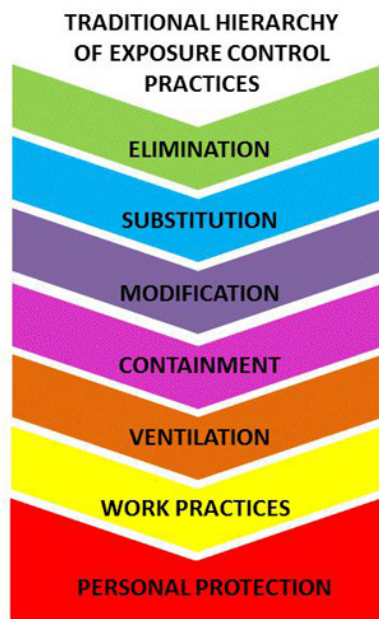 TRADITIONAL HIERARCHY
OF EXPOSURE CONTROL
PRACTICES
ELIMINATION
SUBSTITUTION
MODIFICATION
CONTAINMENT
VENTILATION
WORK PRACTICES
PERSONAL PROTECTION